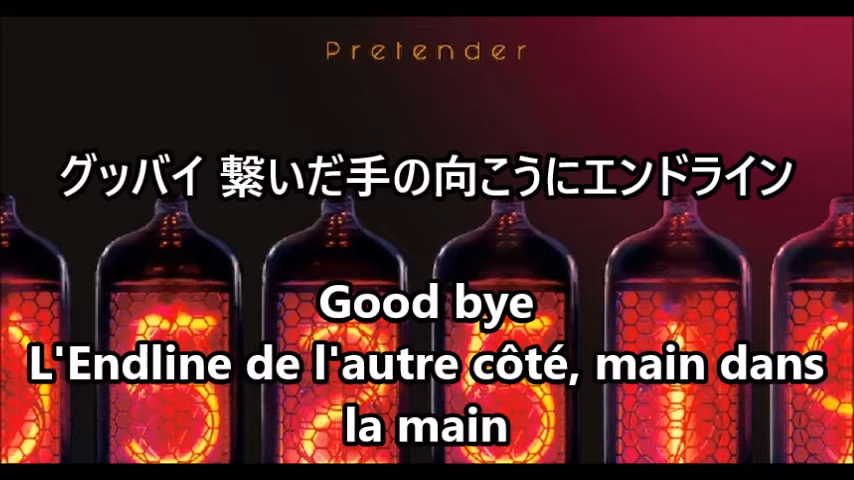 Pretender
グッバイ 繋いだ手の向こうにエンドライン
Good bye
L'Endline de l'autre côté, main dans
la main